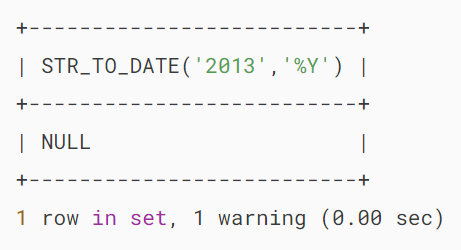 +---------------------------+
| STR_TO_DATE('2013','%Y') |
+---------------------------+
| NULL                      |
+---------------------------+
1 row in set, 1 warning (0.00 sec)